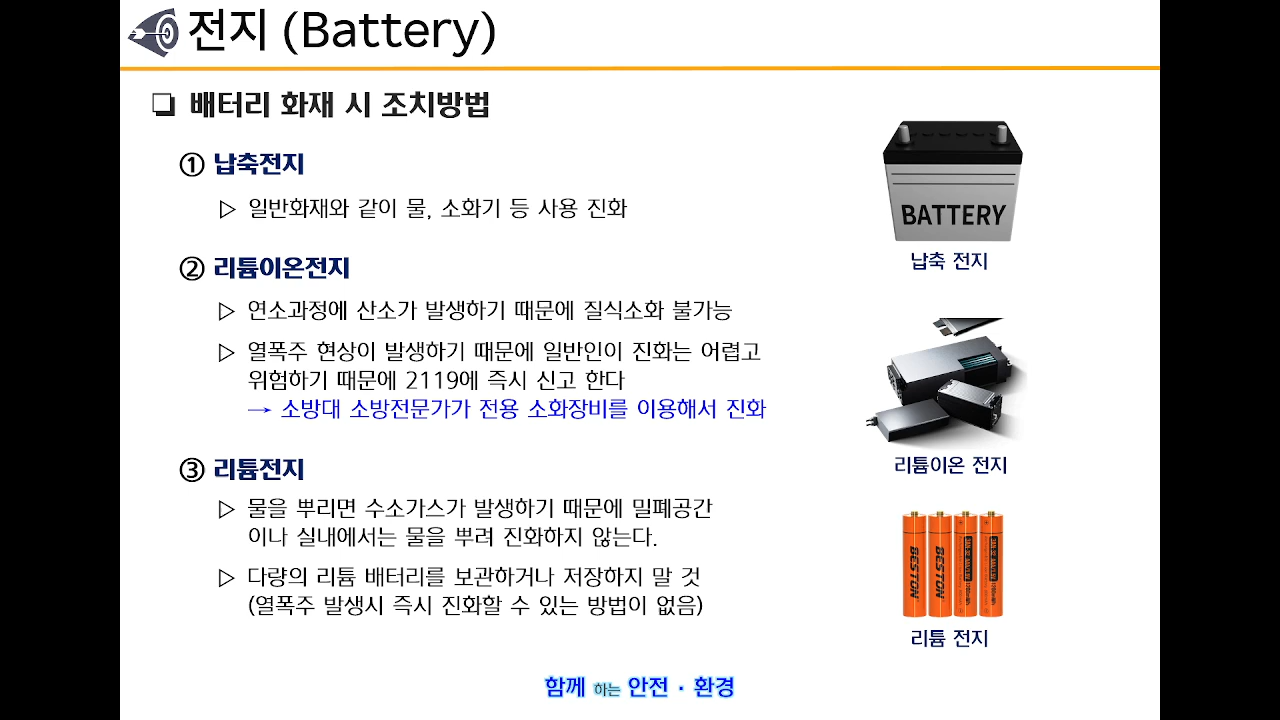 전지 (Battery)
❏ 배터리 화재 시 조치방법
① 납축전지
▷ 일반화재와 같이 물, 소화기 등 사용 진화
BATTERY
납축 전지
② 리튬이온전지
▷ 연소과정에 산소가 발생하기 때문에 질식소화 불가능
▷ 열폭주 현상이 발생하기 때문에 일반인이 진화는 어렵고
위험하기 때문에 2119에 즉시 신고 한다
→ 소방대 소방전문가가 전용 소화장비를 이용해서 진화
리튬이온 전지
③ 리튬전지
▷ 물을 뿌리면 수소가스가 발생하기 때문에 밀폐공간
이나 실내에서는 물을 뿌려 진화하지 않는다.
▷ 다량의 리튬 배터리를 보관하거나 저장하지 말 것
(열폭주 발생시 즉시 진화할 수 있는 방법이 없음)
BESTON
BESTON
리튬 전지
함께 하는 안전 · 환경